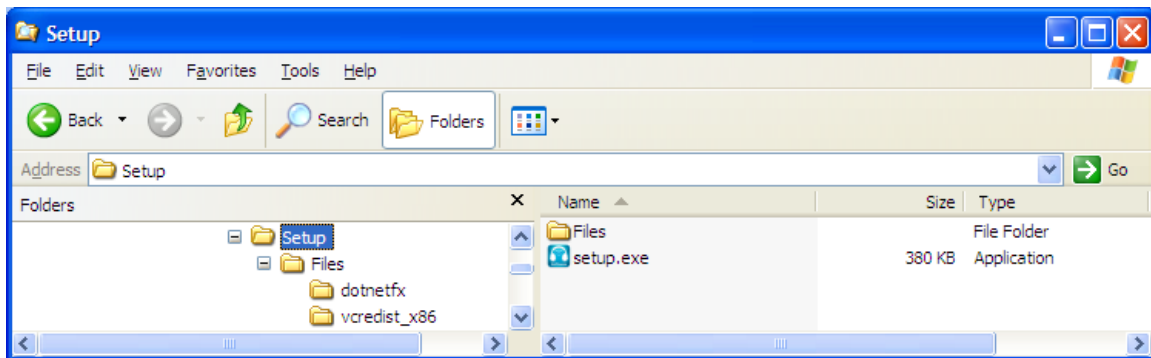 Setup
File Edit View Favorites Tools Help
Back Search Folders
Address Setup Go
Folders Name Size Type
Setup Files File Folder
Files setup.exe 380 KB Application
dotnetfx
vcredist_x86